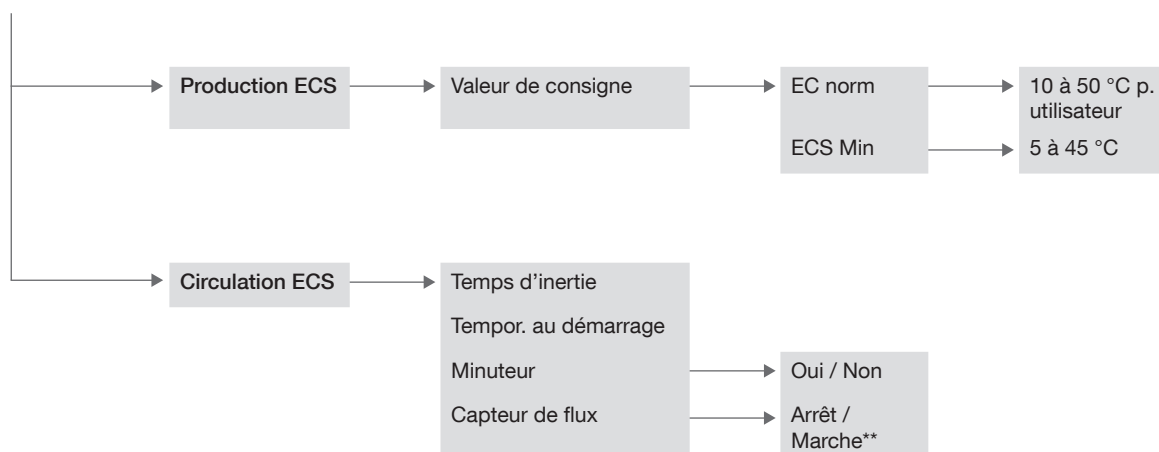 Production ECS
Valeur de consigne
EC norm
10 à 50 °C p.
utilisateur
ECS Min
5 à 45 °C
Circulation ECS
Temps d’inertie
Tempor. au démarrage
Minuteur
Oui / Non
Capteur de flux
Arrêt /
Marche**